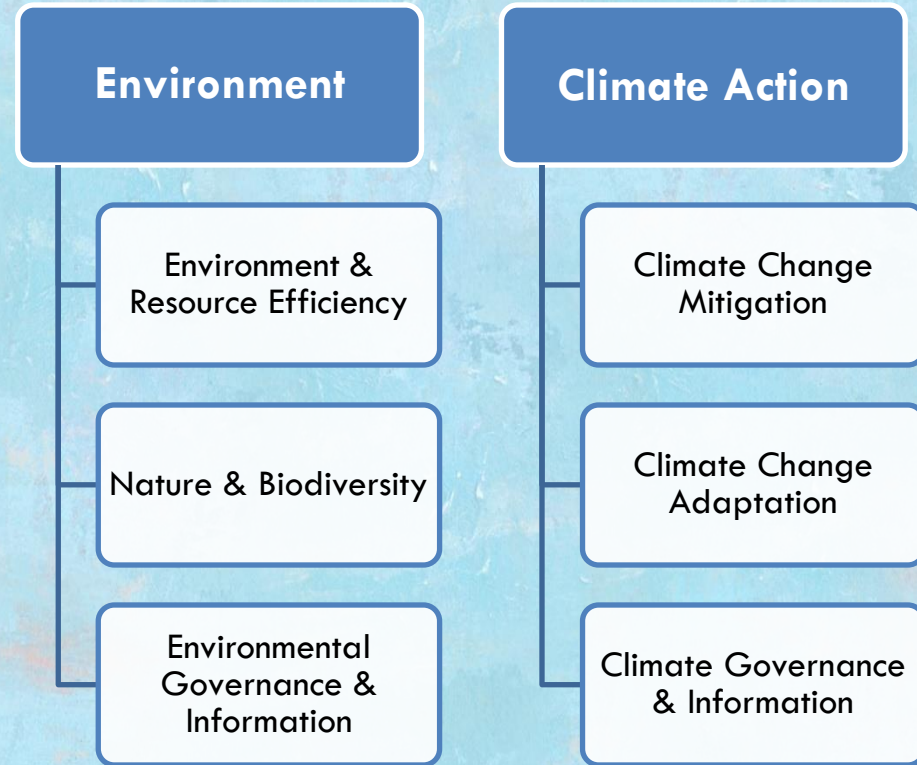 Environment
Environment &
Resource Efficiency
Nature & Biodiversity
Environmental
Governance &
Information
Climate Action
Climate Change
Mitigation
Climate Change
Adaptation
Climate Governance
& Information